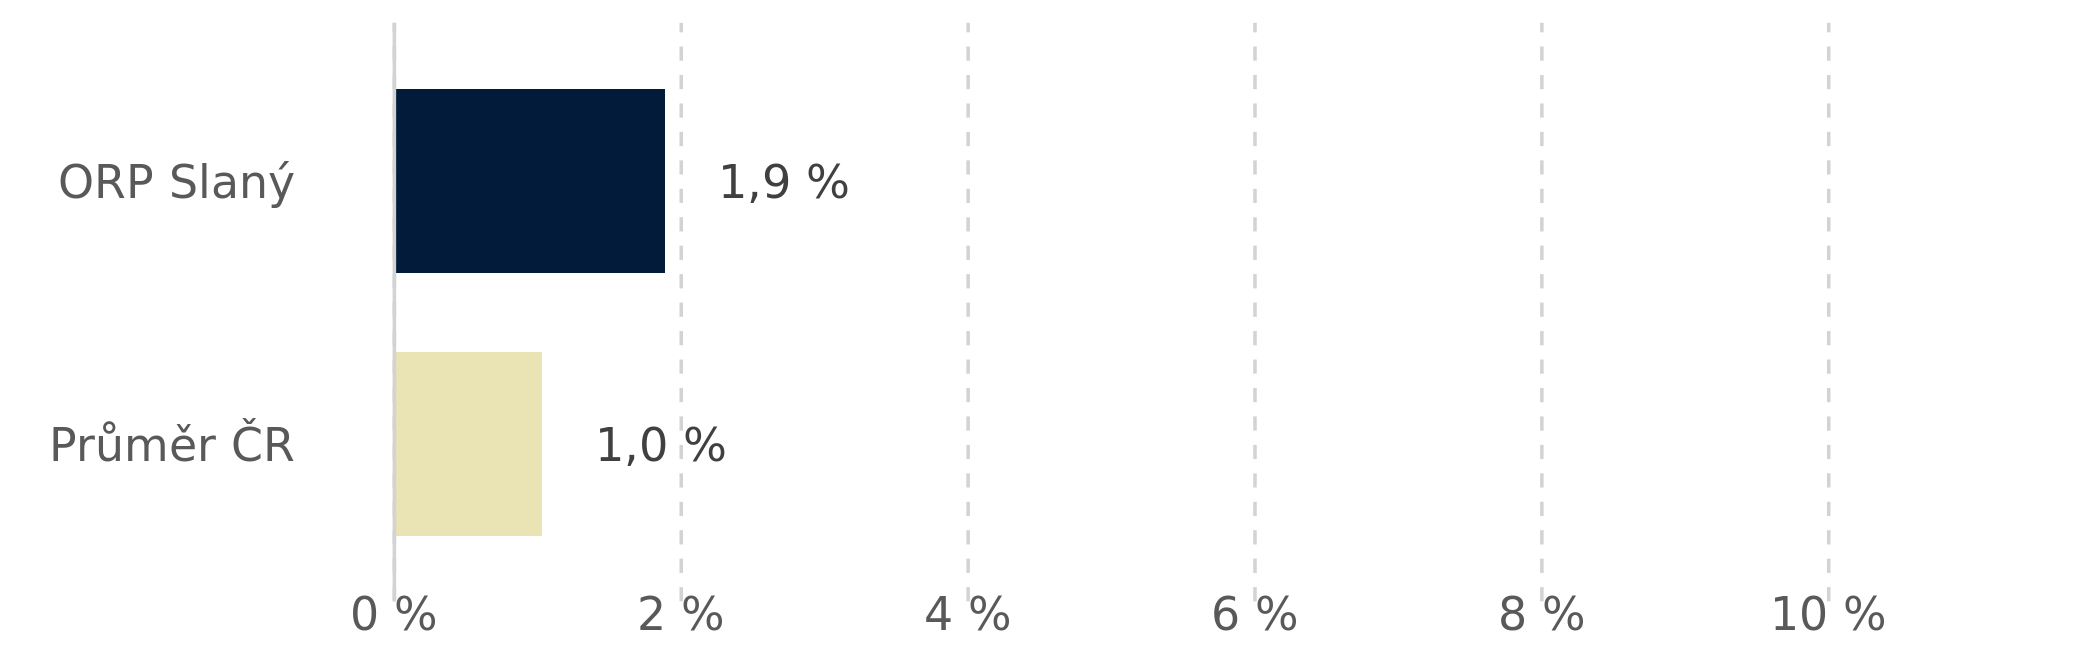 ORP Slaný
1,9 %
Průměr ČR
1,0 %
0 % 2 % 4 % 6 % 8 % 10 %